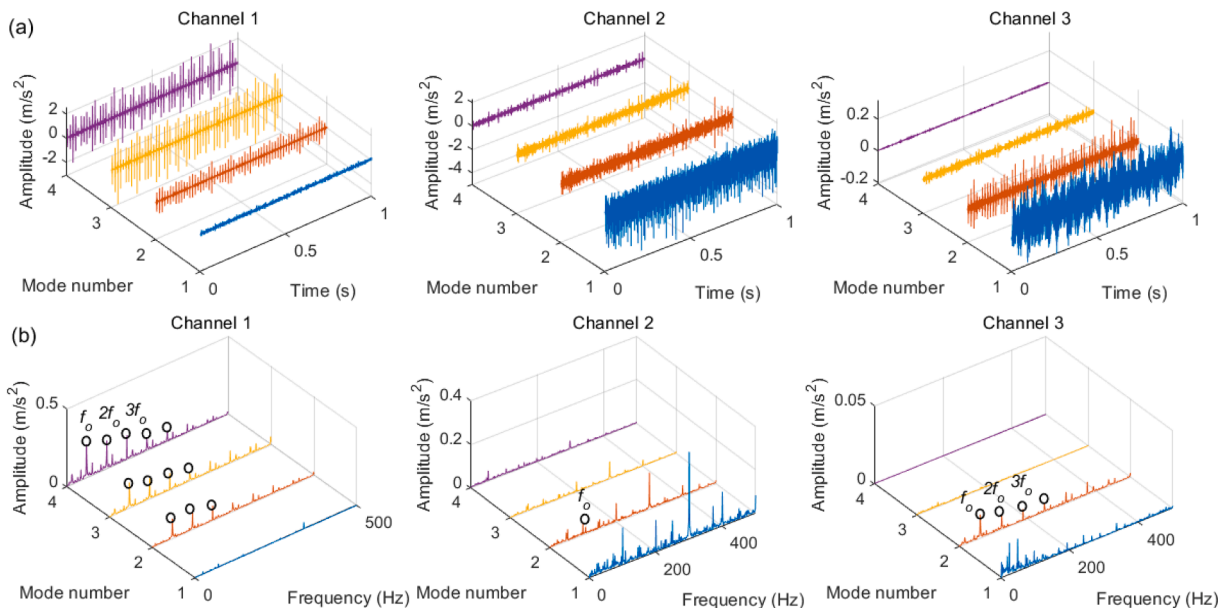 (a)
Channel 1
Channel 2
Channel 3
Amplitude (m/s²)
2
0
-2
4
3
2
1
Mode number
0
0.5
1
Time (s)
Amplitude (m/s²)
2
0
-2
-4
5
4
3
2
1
Mode number
0
0.5
1
Time (s)
Amplitude (m/s²)
0.2
0
-0.2
4
3
2
1
Mode number
0
0.5
1
Time (s)
(b)
Channel 1
Channel 2
Channel 3
Amplitude (m/s²)
0.5
0
4
3
2
1
fₒ 2fₒ 3fₒ
Mode number
0
500
Frequency (Hz)
Amplitude (m/s²)
0.4
0.2
0
4
3
2
1
fₒ
Mode number
0
200
400
Frequency (Hz)
Amplitude (m/s²)
0.05
0
4
3
2
1
fₒ 2fₒ 3fₒ
Mode number
0
200
400
Frequency (Hz)